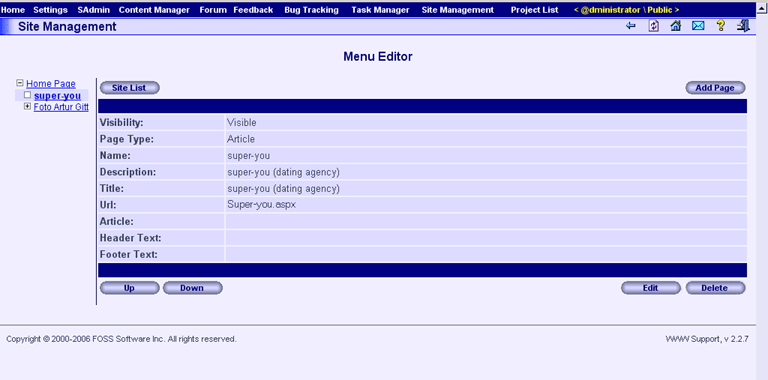 Home Settings SAdmin Content Manager Forum Feedback Bug Tracking Task Manager Site Management Project List < @dministrator \ Public >
Site Management
Menu Editor
Home Page
super-you
Foto Artur Gitt
Site List Add Page
Visibility: Visible
Page Type: Article
Name: super-you
Description: super-you (dating agency)
Title: super-you (dating agency)
Url: Super-you.aspx
Article:
Header Text:
Footer Text:
Up Down Edit Delete
Copyright © 2000-2006 FOSS Software Inc. All rights reserved. WWW Support, v 2.2.7